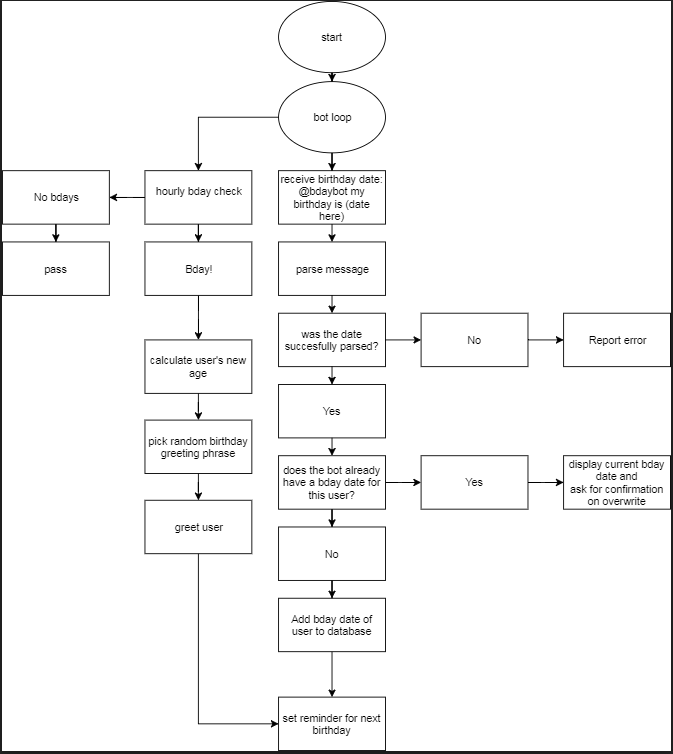 start
bot loop
No bdays
hourly bday check
receive birthday date:
@bdaybot my
birthday is (date
here)
pass
Bday!
parse message
was the date
succesfully parsed?
No
Report error
calculate user's new
age
Yes
pick random birthday
greeting phrase
does the bot already
have a bday date for
this user?
Yes
display current bday
date and
ask for confirmation
on overwrite
greet user
No
Add bday date of
user to database
set reminder for next
birthday